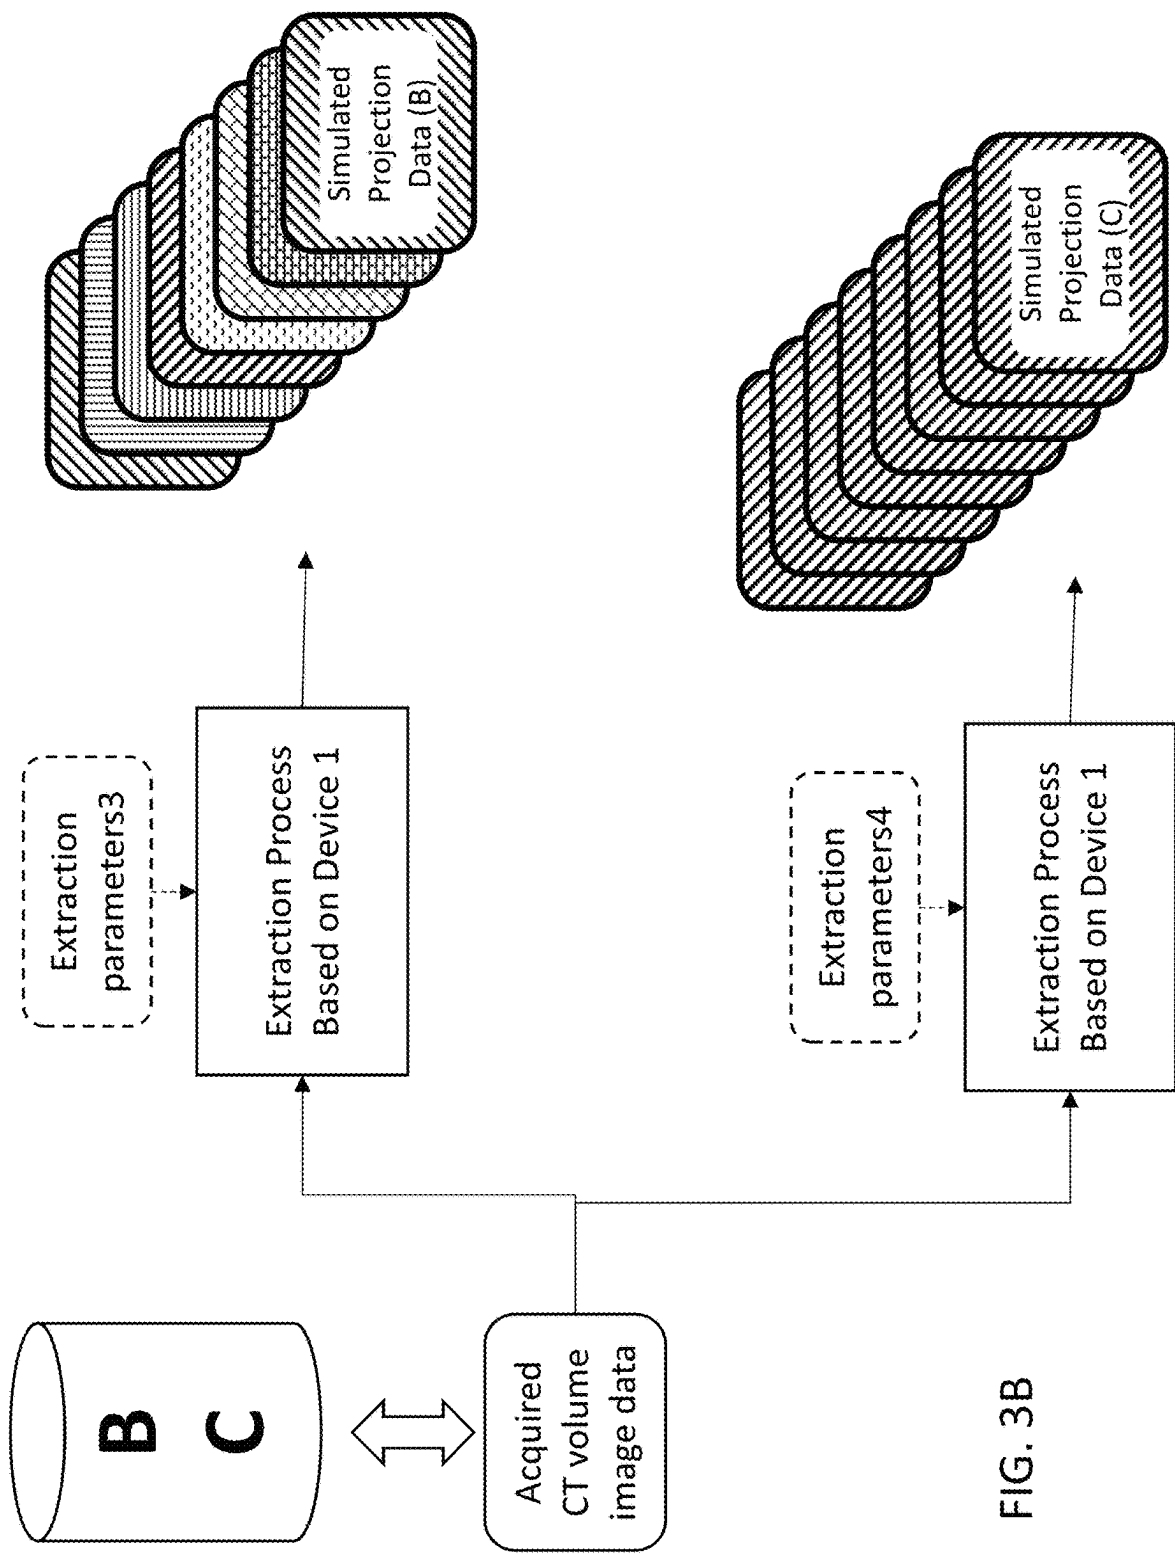 B
C
Acquired
CT volume
image data
Extraction
parameters3
Extraction Process
Based on Device 1
Simulated
Projection
Data (B)
Extraction
parameters4
Extraction Process
Based on Device 1
Simulated
Projection
Data (C)
FIG. 3B